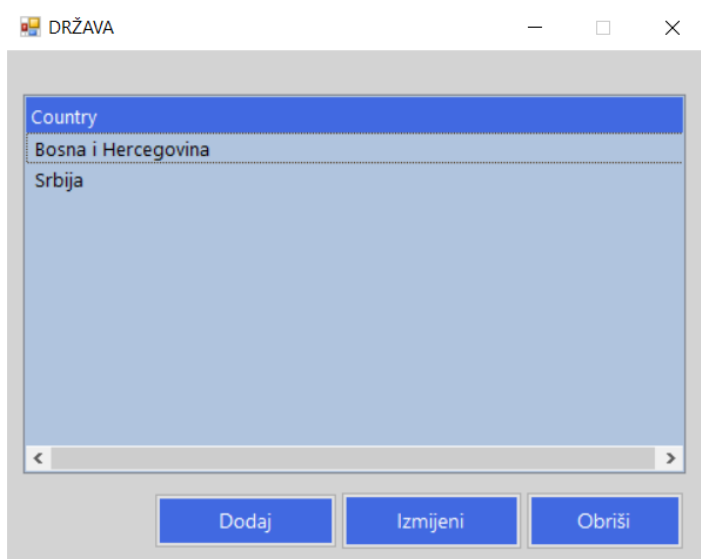 DRŽAVA
Country
Bosna i Hercegovina
Srbija
Dodaj Izmijeni Obriši